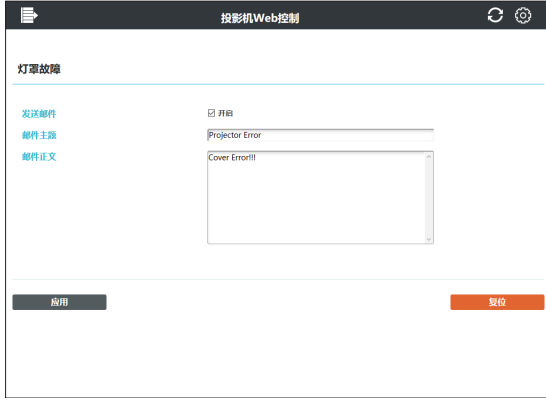 投影机Web控制
灯罩故障
发送邮件 开启
邮件主题 Projector Error
邮件正文 Cover Error!!!
应用 复位